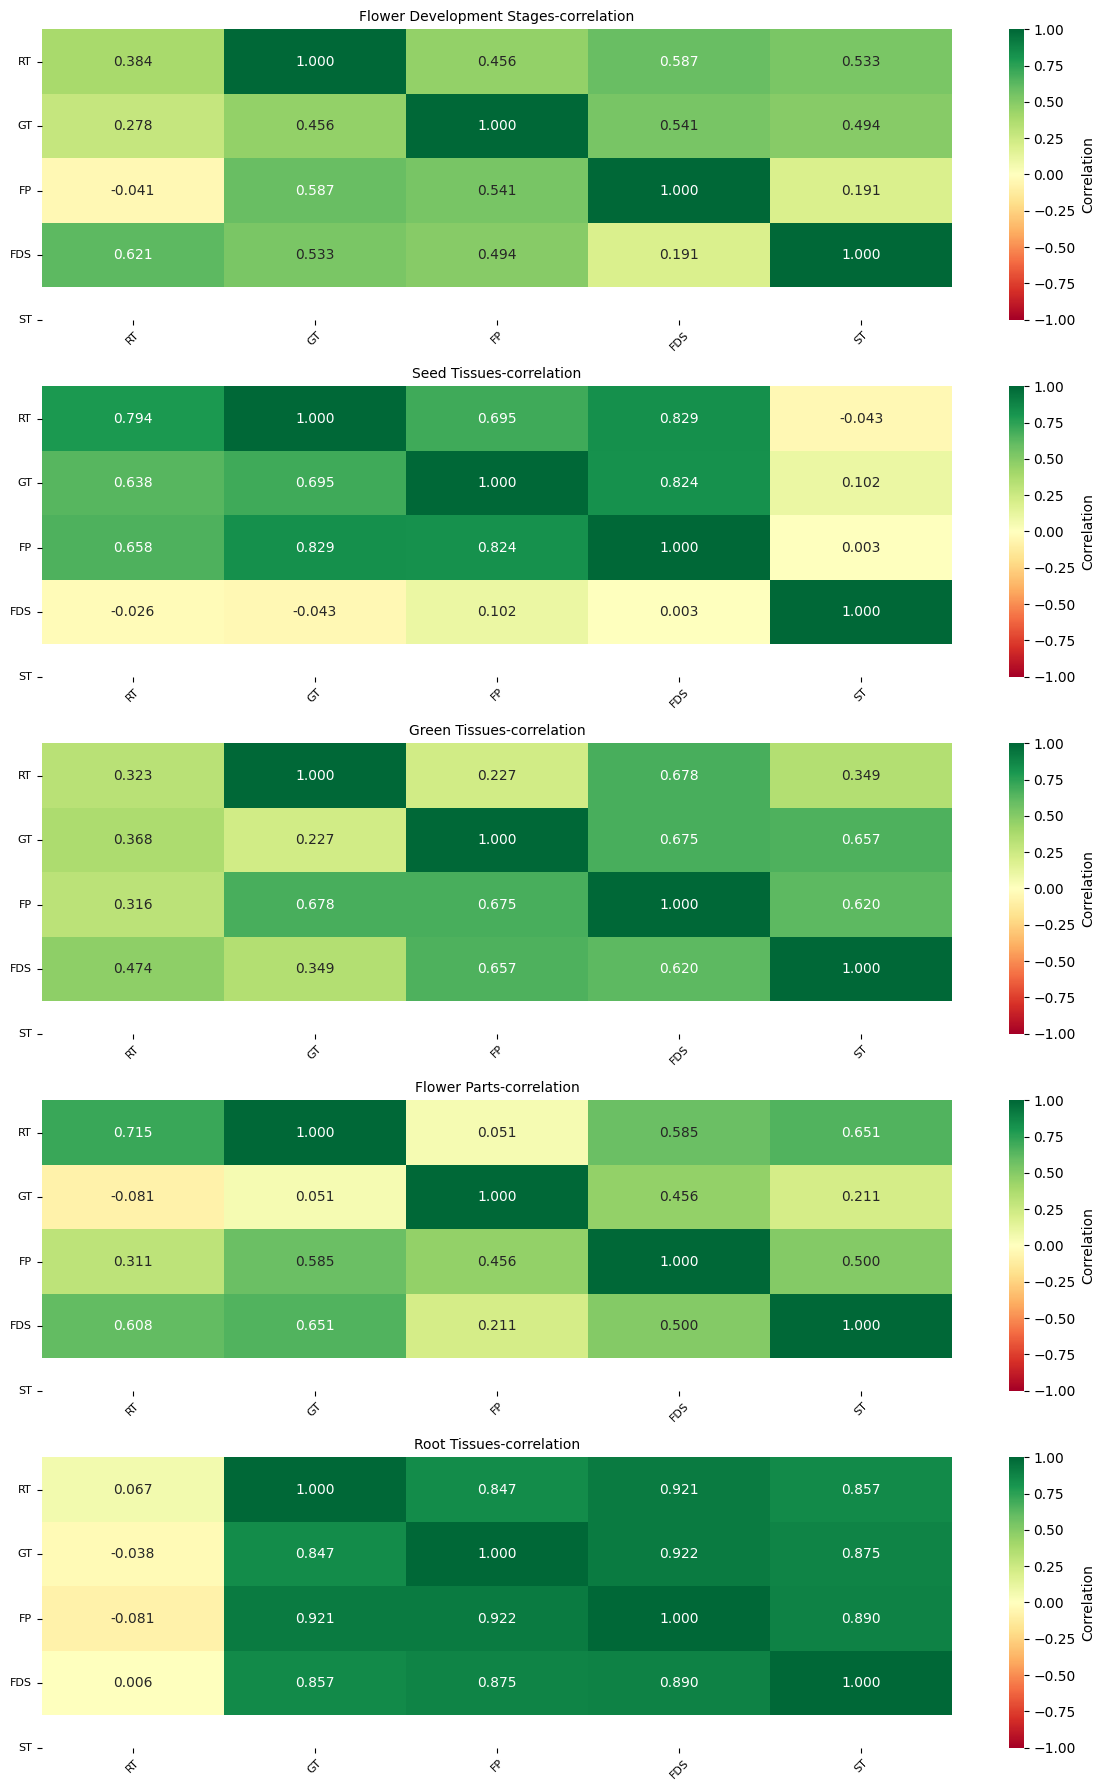 Flower Development Stages-correlation
RT 0.384 1.000 0.456 0.587 0.533
GT 0.278 0.456 1.000 0.541 0.494
FP -0.041 0.587 0.541 1.000 0.191
FDS 0.621 0.533 0.494 0.191 1.000
ST
RT GT FP FDS ST
1.00
0.75
0.50
0.25
0.00
−0.25
−0.50
−0.75
−1.00
Correlation
Seed Tissues-correlation
RT 0.794 1.000 0.695 0.829 -0.043
GT 0.638 0.695 1.000 0.824 0.102
FP 0.658 0.829 0.824 1.000 0.003
FDS -0.026 -0.043 0.102 0.003 1.000
ST
RT GT FP FDS ST
1.00
0.75
0.50
0.25
0.00
−0.25
−0.50
−0.75
−1.00
Correlation
Green Tissues-correlation
RT 0.323 1.000 0.227 0.678 0.349
GT 0.368 0.227 1.000 0.675 0.657
FP 0.316 0.678 0.675 1.000 0.620
FDS 0.474 0.349 0.657 0.620 1.000
ST
RT GT FP FDS ST
1.00
0.75
0.50
0.25
0.00
−0.25
−0.50
−0.75
−1.00
Correlation
Flower Parts-correlation
RT 0.715 1.000 0.051 0.585 0.651
GT -0.081 0.051 1.000 0.456 0.211
FP 0.311 0.585 0.456 1.000 0.500
FDS 0.608 0.651 0.211 0.500 1.000
ST
RT GT FP FDS ST
1.00
0.75
0.50
0.25
0.00
−0.25
−0.50
−0.75
−1.00
Correlation
Root Tissues-correlation
RT 0.067 1.000 0.847 0.921 0.857
GT -0.038 0.847 1.000 0.922 0.875
FP -0.081 0.921 0.922 1.000 0.890
FDS 0.006 0.857 0.875 0.890 1.000
ST
RT GT FP FDS ST
1.00
0.75
0.50
0.25
0.00
−0.25
−0.50
−0.75
−1.00
Correlation